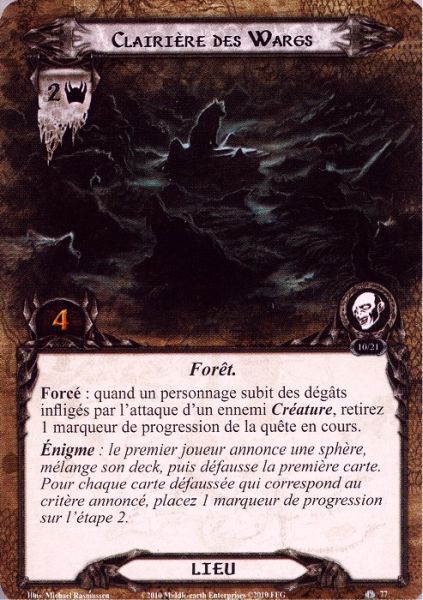 Clairière des Wargs
2
4
10/21
Forêt.
Forcé : quand un personnage subit des dégâts
infligés par l'attaque d'un ennemi Créature, retirez
1 marqueur de progression de la quête en cours.
Énigme : le premier joueur annonce une sphère,
mélange son deck, puis défausse la première carte.
Pour chaque carte défaussée qui correspond au
critère annoncé, placez 1 marqueur de progression
sur l'étape 2.
LIEU
Illus. Michael Rasmussen ©2010 Middle-earth Enterprises ©2010 FFG 77